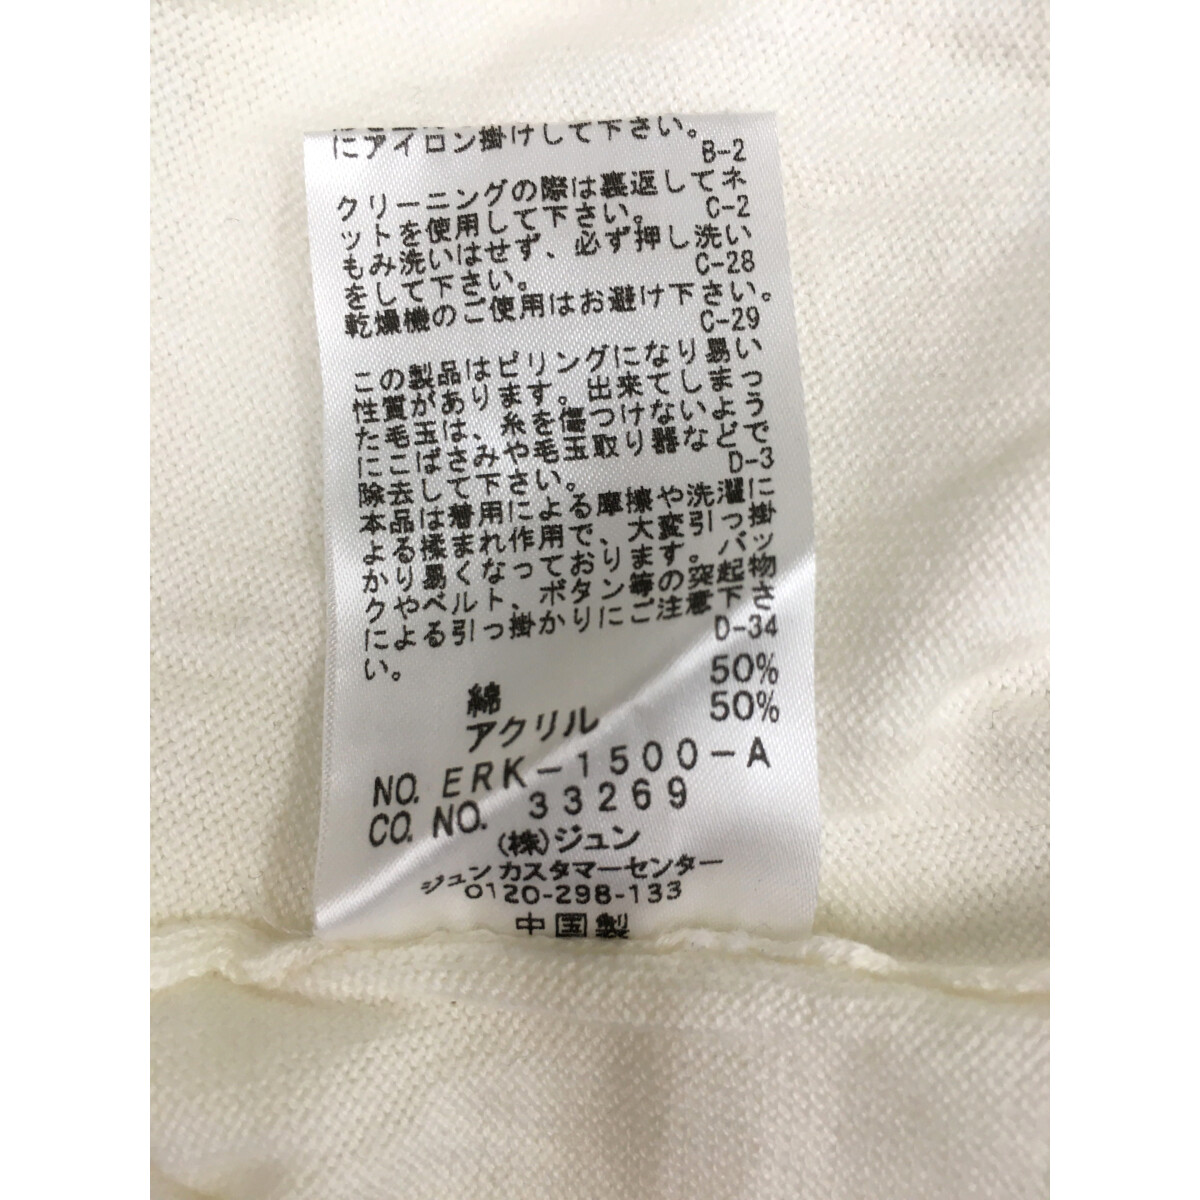 にアイロン掛けして下さい。
B-2
クリーニングの際は裏返してネ
ットを使用して下さい。
C-2
もみ洗いはせず、必ず押し洗い
をして下さい。
C-28
乾燥機のご使用はお避け下さい。
C-29
この製品はピリングになり易い
性質があります。出来てしまっ
た毛玉は、糸を傷つけないよう
にこばさみや毛玉取り器などで
除去して下さい。
D-3
本品は着用による摩擦や洗濯に
よる揉まれ作用で、大変引っ掛
かり易くなっております。バッ
クやベルト、ボタン等の突起物
による引っ掛かりにご注意下さ
い。
D-34
綿 50%
アクリル 50%
NO. ERK-1500-A
CO. NO. 33269
(株)ジュン
ジュンカスタマーセンター
0120-298-133
中国製